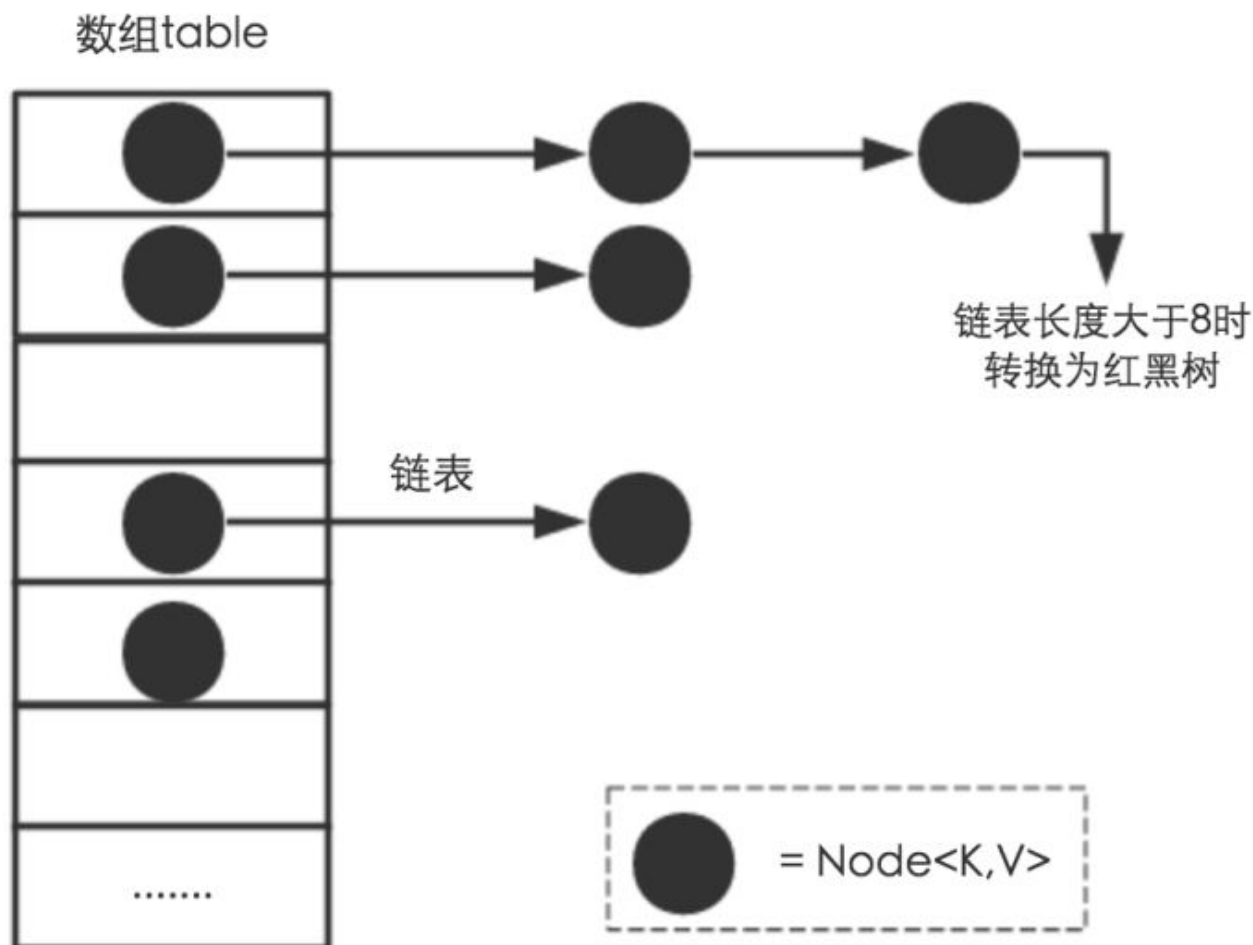 数组table
链表长度大于8时
转换为红黑树
链表
.......
= Node<K,V>